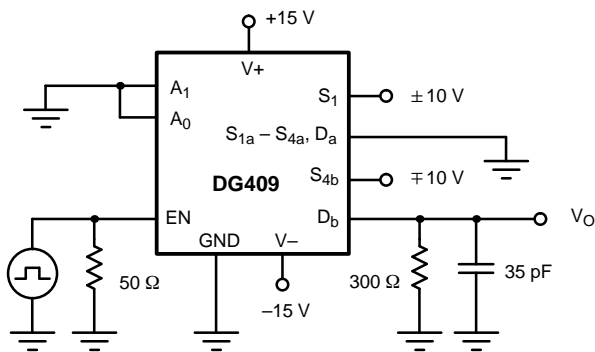 +15 V
V+
A1
A0
S1
± 10 V
S1a – S4a, Da
DG409
S4b
∓ 10 V
EN
Db
VO
GND
V–
50 Ω
300 Ω
35 pF
–15 V